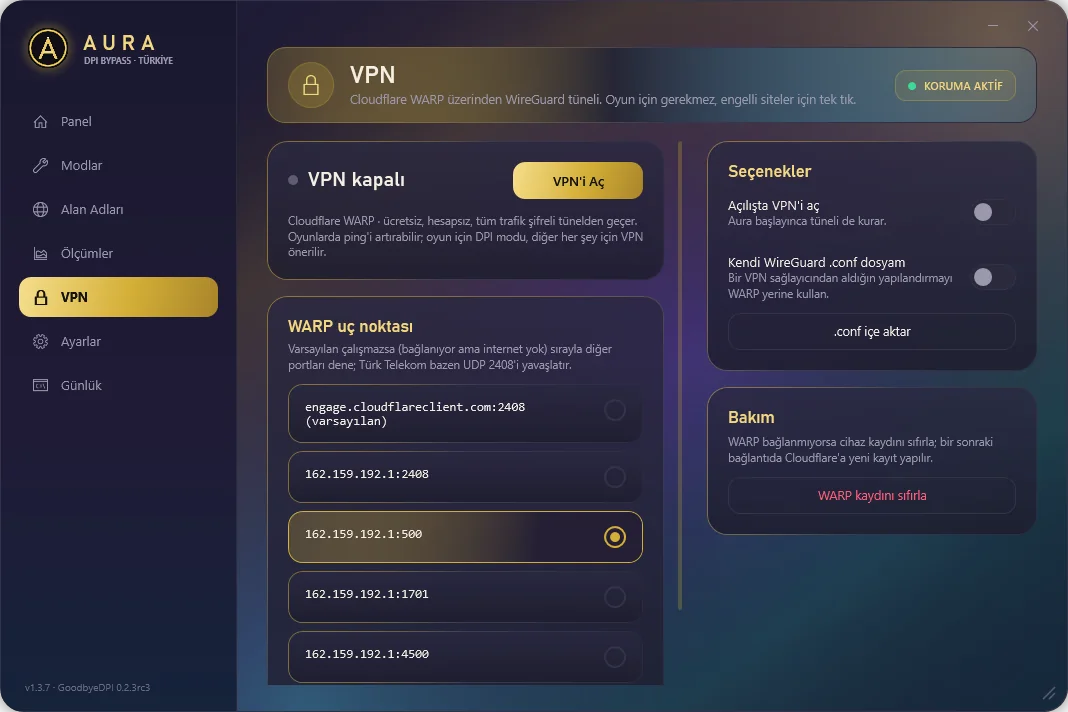 AURA
DPI BYPASS · TÜRKİYE
Panel
Modlar
Alan Adları
Ölçümler
VPN
Ayarlar
Günlük
v1.3.7 · GoodbyeDPI 0.2.3rc3
VPN
Cloudflare WARP üzerinden WireGuard tüneli. Oyun için gerekmez, engelli siteler için tek tık.
KORUMA AKTİF
VPN kapalı
VPN'i Aç
Cloudflare WARP · ücretsiz, hesapsız, tüm trafik şifreli tünelden geçer.
Oyunlarda ping'i artırabilir; oyun için DPI modu, diğer her şey için VPN
önerilir.
WARP uç noktası
Varsayılan çalışmazsa (bağlanıyor ama internet yok) sırayla diğer
portları dene; Türk Telekom bazen UDP 2408'i yavaşlatır.
engage.cloudflareclient.com:2408
(varsayılan)
162.159.192.1:2408
162.159.192.1:500
162.159.192.1:1701
162.159.192.1:4500
Seçenekler
Açılışta VPN'i aç
Aura başlayınca tüneli de kurar.
Kendi WireGuard .conf dosyam
Bir VPN sağlayıcından aldığın yapılandırmayı
WARP yerine kullan.
.conf içe aktar
Bakım
WARP bağlanmıyorsa cihaz kaydını sıfırla; bir sonraki
bağlantıda Cloudflare'a yeni kayıt yapılır.
WARP kaydını sıfırla